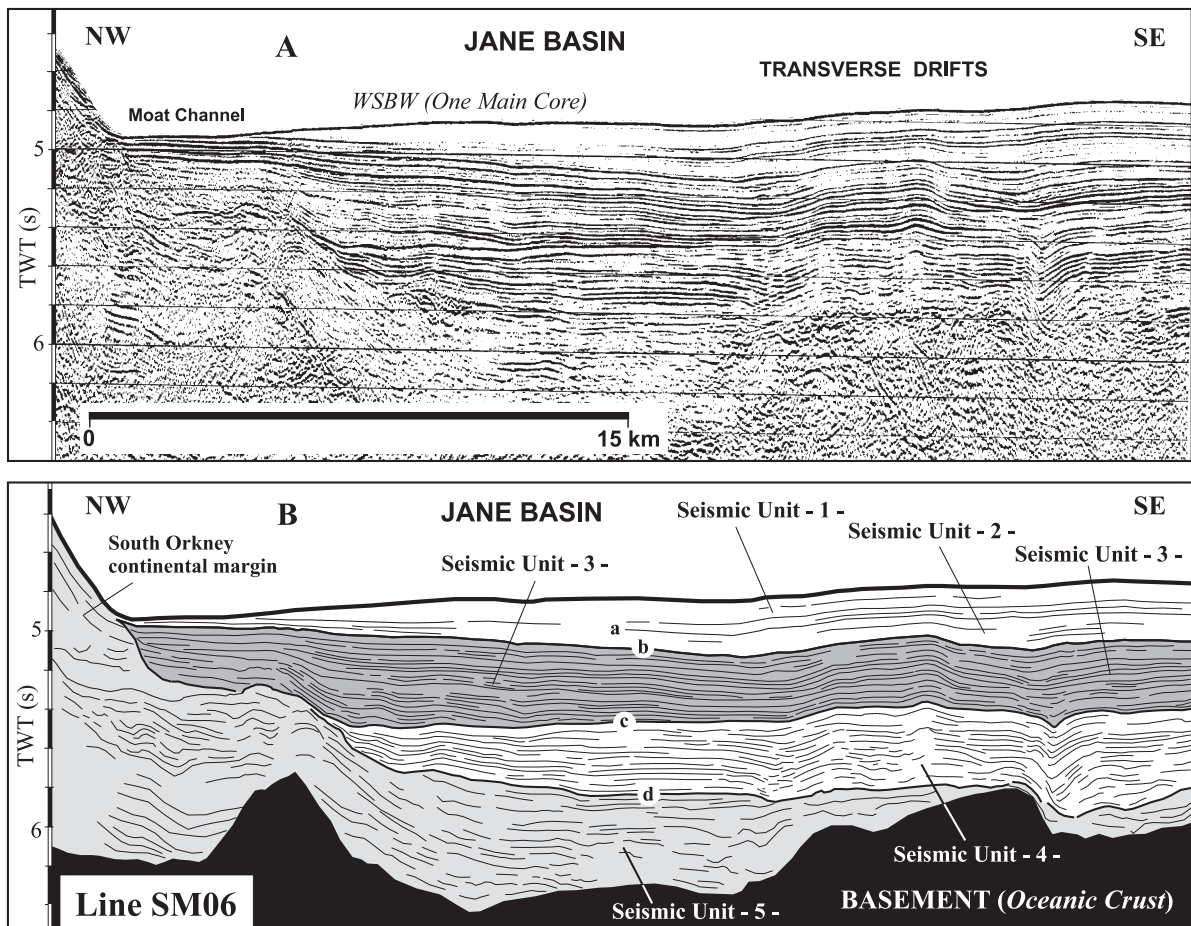 NW
A
JANE BASIN
SE
TRANSVERSE DRIFTS
WSBW (One Main Core)
Moat Channel
5
TWT (s)
6
0
15 km
NW
B
JANE BASIN
Seismic Unit - 1 -
SE
Seismic Unit - 2 -
South Orkney
continental margin
Seismic Unit - 3 -
Seismic Unit - 3 -
5
a
b
TWT (s)
c
d
6
Seismic Unit - 4 -
Line SM06
Seismic Unit - 5 -
BASEMENT (Oceanic Crust)